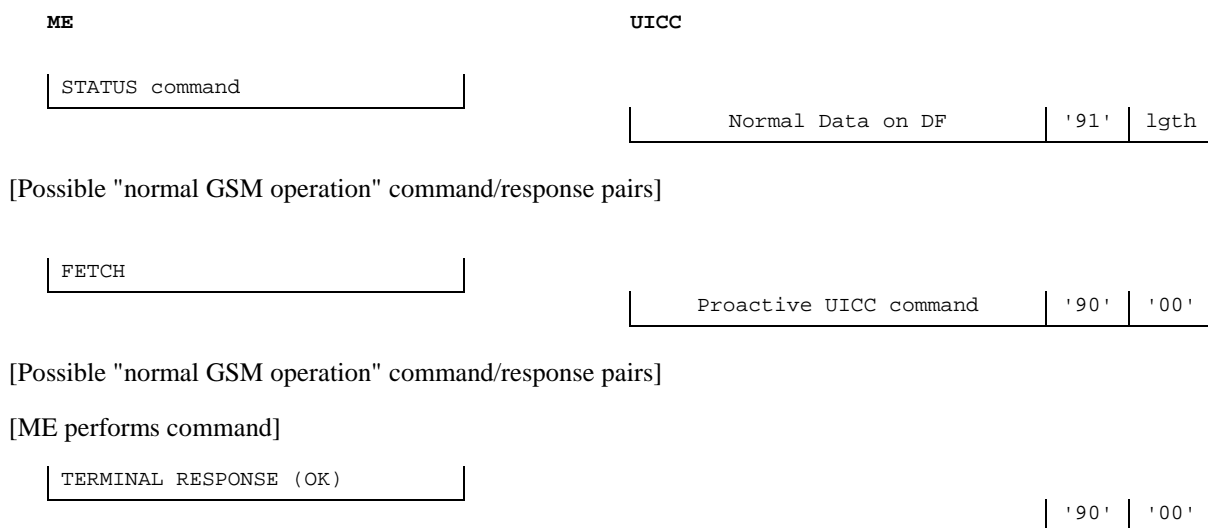 ME UICC
STATUS command
Normal Data on DF '91' lgth
[Possible "normal GSM operation" command/response pairs]
FETCH
Proactive UICC command '90' '00'
[Possible "normal GSM operation" command/response pairs]
[ME performs command]
TERMINAL RESPONSE (OK)
'90' '00'